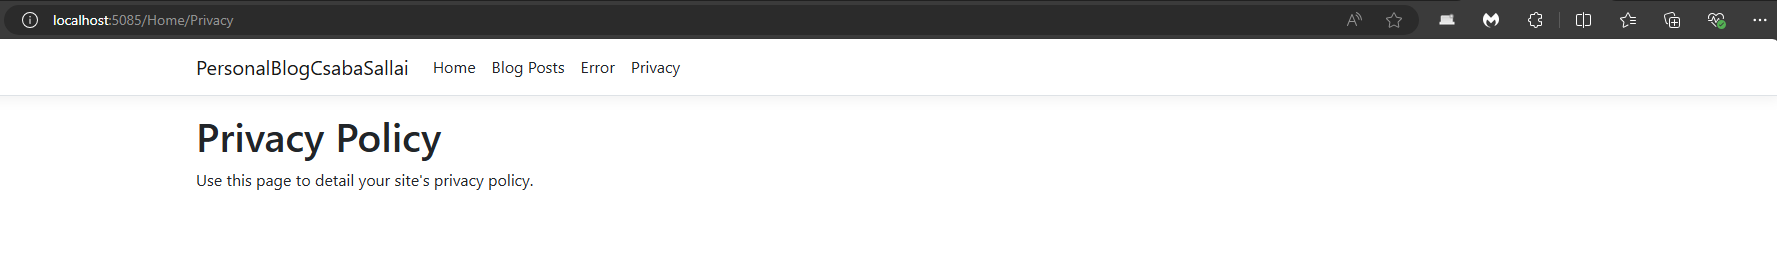 localhost:5085/Home/Privacy
PersonalBlogCsabaSallai Home Blog Posts Error Privacy
Privacy Policy
Use this page to detail your site's privacy policy.